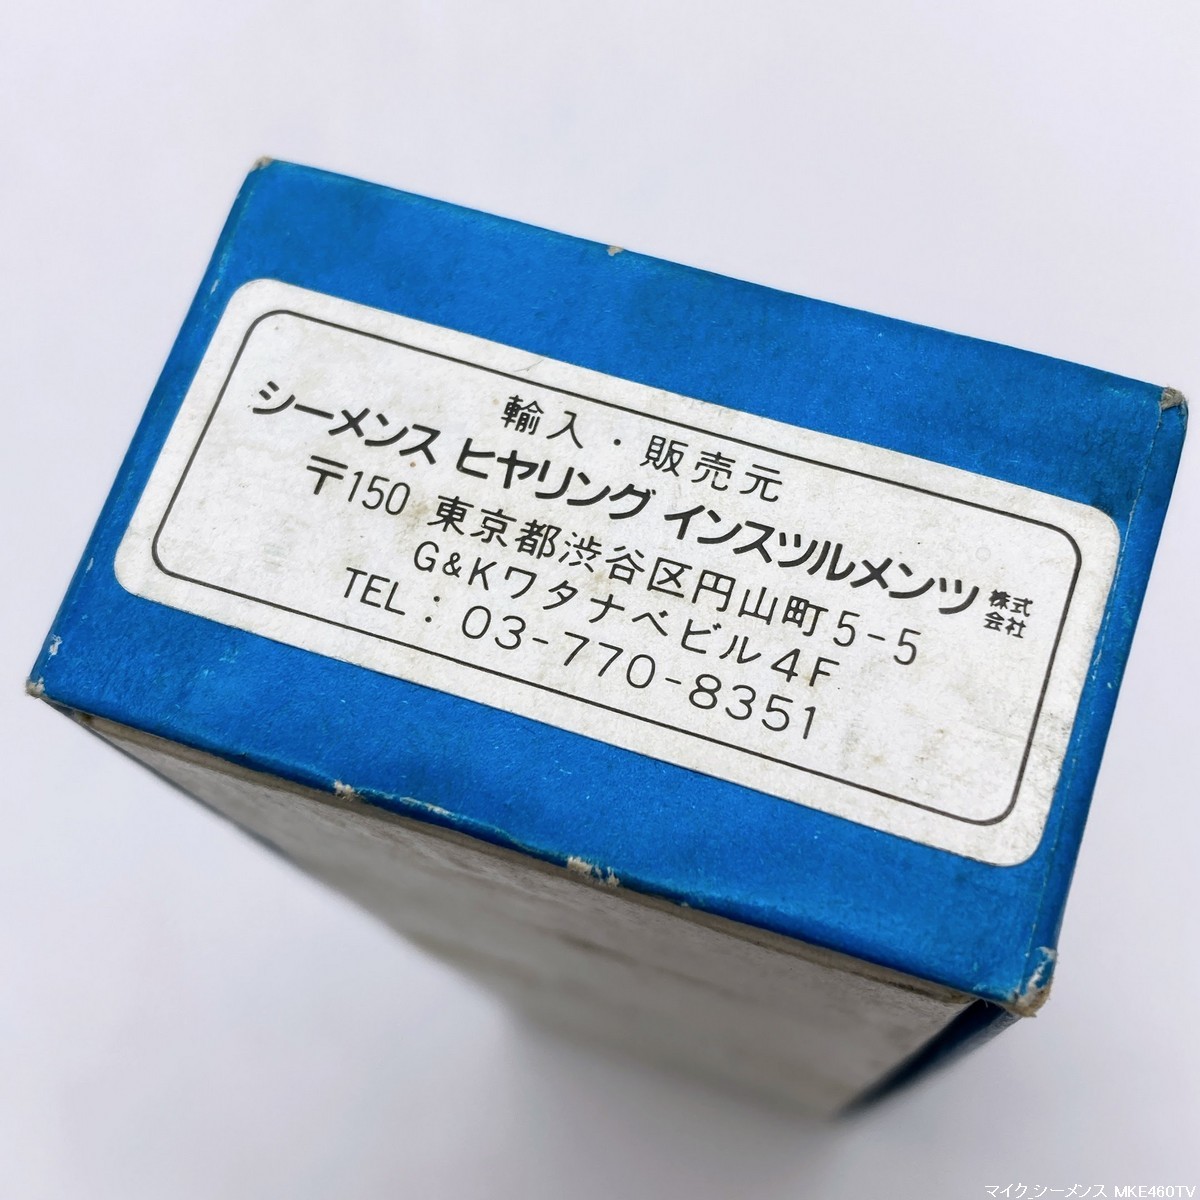 輸入・販売元
シーメンス ヒヤリング インスツルメンツ 株式会社
〒150 東京都渋谷区円山町5-5
G&Kワタナベビル4F
TEL：03-770-8351
マイク_シーメンス MKE460TV